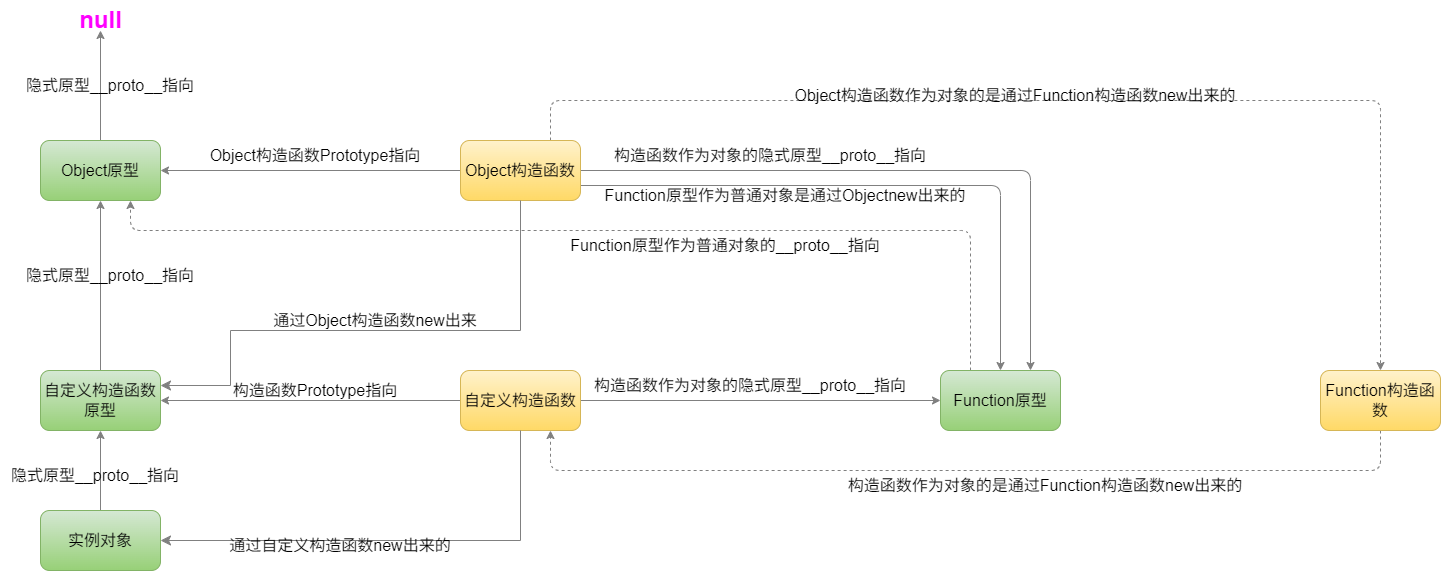 null
隐式原型__proto__指向
Object构造函数作为对象的是通过Function构造函数new出来的
Object原型
Object构造函数Prototype指向
Object构造函数
构造函数作为对象的隐式原型__proto__指向
Function原型作为普通对象是通过Objectnew出来的
Function原型作为普通对象的__proto__指向
隐式原型__proto__指向
通过Object构造函数new出来
自定义构造函数
原型
构造函数Prototype指向
自定义构造函数
构造函数作为对象的隐式原型__proto__指向
Function原型
Function构造函
数
隐式原型__proto__指向
构造函数作为对象的是通过Function构造函数new出来的
实例对象
通过自定义构造函数new出来的